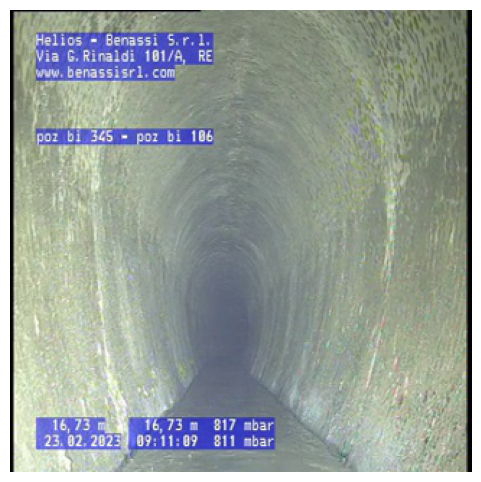 Helios - Benassi S.r.l.
Via G.Rinaldi 101/A, RE
www.benassisrl.com
poz bi 345 - poz bi 106
16,73 m 16,73 m 817 mbar
23.02.2023 09:11:09 811 mbar